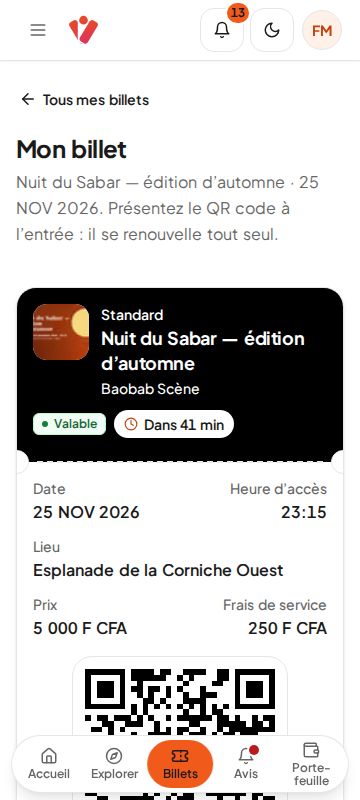 13
FM
Tous mes billets
Mon billet
Nuit du Sabar — édition d’automne · 25
NOV 2026. Présentez le QR code à
l’entrée : il se renouvelle tout seul.
Standard
Nuit du Sabar — édition
d’automne
Baobab Scène
Valable
Dans 41 min
Date
Heure d’accès
25 NOV 2026
23:15
Lieu
Esplanade de la Corniche Ouest
Prix
Frais de service
5 000 F CFA
250 F CFA
Accueil
Explorer
Billets
Avis
Porte-
feuille